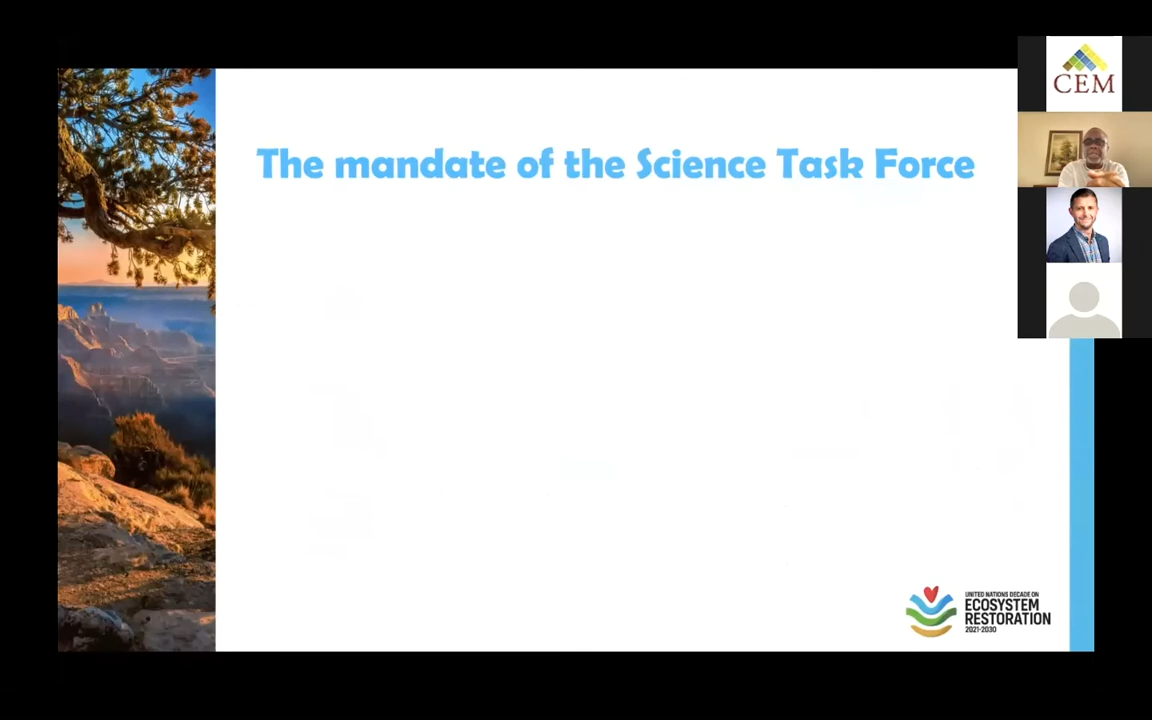 The mandate of the Science Task Force
CEM
UNITED NATIONS DECADE ON
ECOSYSTEM
RESTORATION
2021-2030